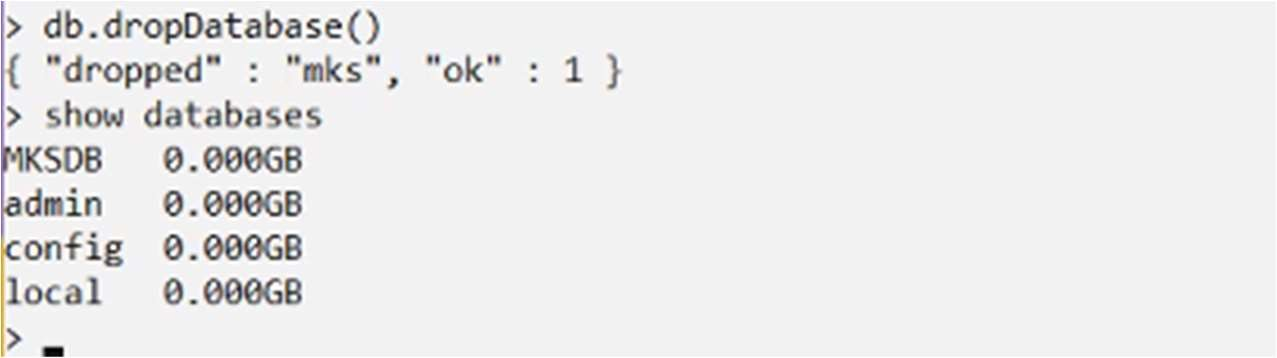 > db.dropDatabase()
{ "dropped" : "mks", "ok" : 1 }
> show databases
MKSDB   0.000GB
admin   0.000GB
config  0.000GB
local   0.000GB
>